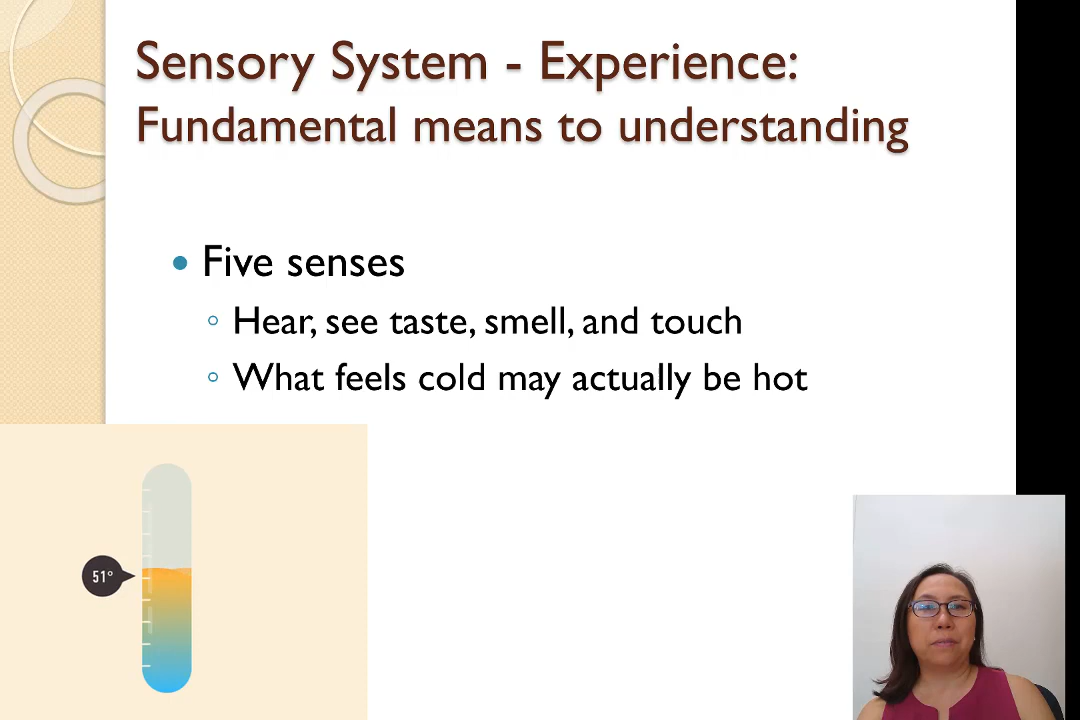 Sensory System - Experience:
Fundamental means to understanding
Five senses
Hear, see taste, smell, and touch
What feels cold may actually be hot
51°